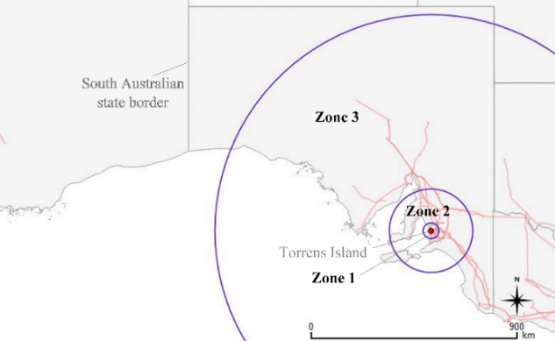 South Australian
state border
Zone 3
Zone 2
Torrens Island
Zone 1
N
0
900
km